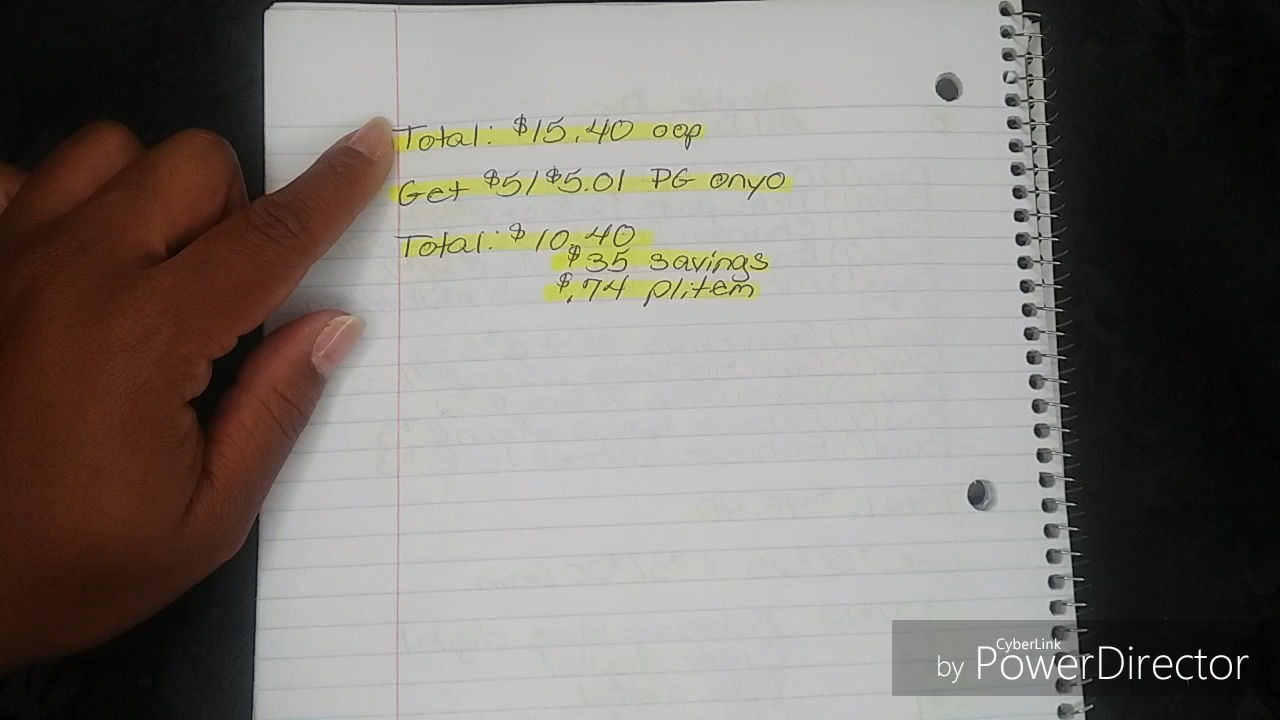 Total: $15.40 oop
Get $5/$5.01 PG onyo
Total: $10.40
$35 savings
$.74 p/item
CyberLink
by PowerDirector